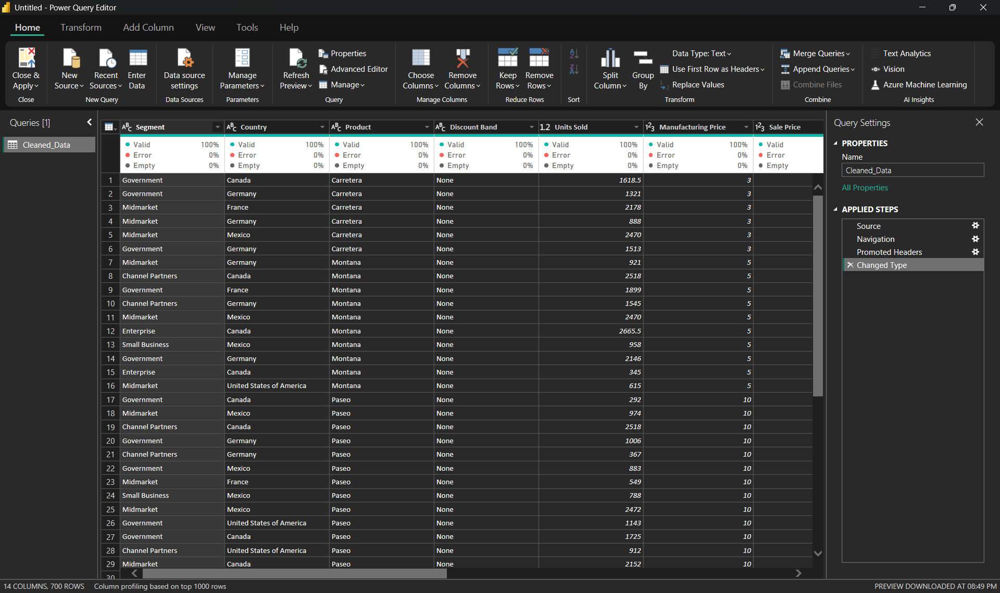 Untitled - Power Query Editor
Home Transform Add Column View Tools Help
Close & Apply
Close
New Source
Recent Sources
Enter Data
New Query
Data source settings
Data Sources
Manage Parameters
Parameters
Refresh Preview
Properties
Advanced Editor
Manage
Query
Choose Columns
Remove Columns
Manage Columns
Keep Rows
Remove Rows
Reduce Rows
Sort
Split Column
Group By
Data Type: Text
Use First Row as Headers
Replace Values
Transform
Merge Queries
Append Queries
Combine Files
Combine
Text Analytics
Vision
Azure Machine Learning
AI Insights
Queries [1]
Cleaned_Data
ABC Segment ABC Country ABC Product ABC Discount Band 1.2 Units Sold 123 Manufacturing Price 123 Sale Price
Valid 100% Valid 100% Valid 100% Valid 100% Valid 100% Valid 100% Valid
Error 0% Error 0% Error 0% Error 0% Error 0% Error 0% Error
Empty 0% Empty 0% Empty 0% Empty 0% Empty 0% Empty 0% Empty
1 Government Canada Carretera None 1618.5 3
2 Government Germany Carretera None 1321 3
3 Midmarket France Carretera None 2178 3
4 Midmarket Germany Carretera None 888 3
5 Midmarket Mexico Carretera None 2470 3
6 Government Germany Carretera None 1513 3
7 Midmarket Germany Montana None 921 5
8 Channel Partners Canada Montana None 2518 5
9 Government France Montana None 1899 5
10 Channel Partners Germany Montana None 1545 5
11 Midmarket Mexico Montana None 2470 5
12 Enterprise Canada Montana None 2665.5 5
13 Small Business Mexico Montana None 958 5
14 Government Germany Montana None 2146 5
15 Enterprise Canada Montana None 345 5
16 Midmarket United States of America Montana None 615 5
17 Government Canada Paseo None 292 10
18 Midmarket Mexico Paseo None 974 10
19 Channel Partners Canada Paseo None 2518 10
20 Government Germany Paseo None 1006 10
21 Channel Partners Germany Paseo None 367 10
22 Government Mexico Paseo None 883 10
23 Midmarket France Paseo None 549 10
24 Small Business Mexico Paseo None 788 10
25 Midmarket Mexico Paseo None 2472 10
26 Government United States of America Paseo None 1143 10
27 Government Canada Paseo None 1725 10
28 Channel Partners United States of America Paseo None 912 10
29 Midmarket Canada Paseo None 2152 10
30
Query Settings
PROPERTIES
Name
Cleaned_Data
All Properties
APPLIED STEPS
Source
Navigation
Promoted Headers
Changed Type
14 COLUMNS, 700 ROWS Column profiling based on top 1000 rows
PREVIEW DOWNLOADED AT 08:49 PM